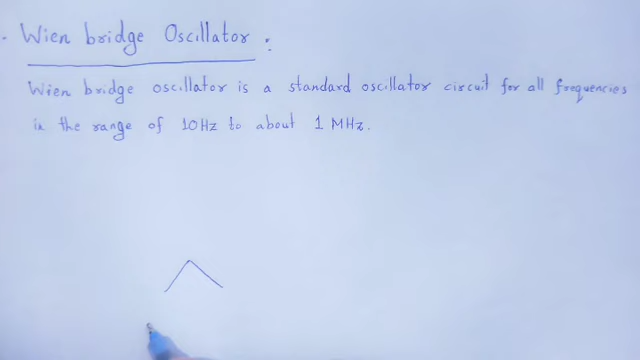 Wien bridge Oscillator :
Wien bridge oscillator is a standard oscillator circuit for all frequencies
in the range of 10Hz to about 1 MHz.